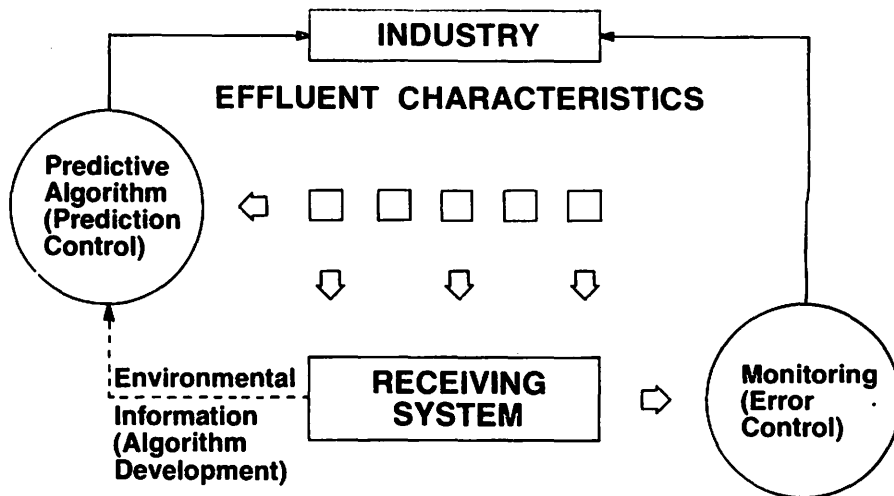 INDUSTRY
EFFLUENT CHARACTERISTICS
Predictive
Algorithm
(Prediction
Control)
Environmental
Information
(Algorithm
Development)
RECEIVING
SYSTEM
Monitoring
(Error
Control)